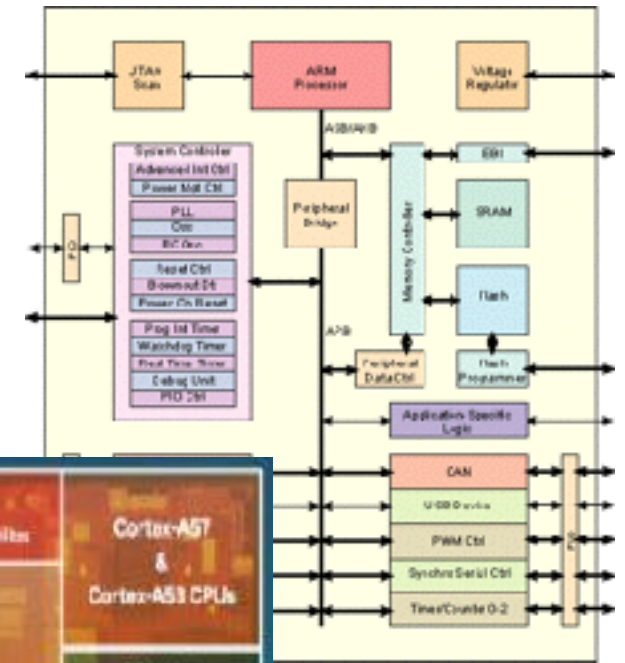 JTAG
Scan
ARM
Processor
Voltage
Regulator
ASB/AHB
System Controller
Advanced Int Ctrl
Power Mgt Ctrl
PLL
Osc
RC Osc
Reset Ctrl
Brownout Det
Power On Reset
Prog Int Timer
Watchdog Timer
Real Time Timer
Debug Unit
PIO Ctrl
PIO
Peripheral
Bridge
Memory Controller
EBI
SRAM
Flash
APB
Peripheral
Data Ctrl
Flash
Programmer
Application-Specific
Logic
CAN
USB Device
PWM Ctrl
Synchro Serial Ctrl
Timer/Counter 0-2
PIO
Cortex-A57
&
Cortex-A53 CPUs